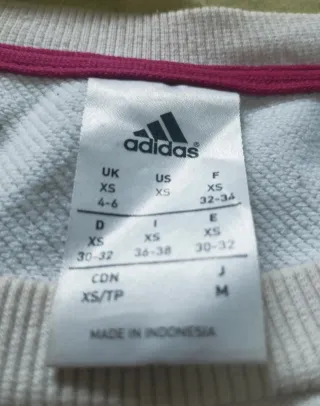 adidas
UK US F
XS XS XS
4-6 32-34
D I E
XS XS XS
30-32 36-38 30-32
CDN J
XS/TP M
MADE IN INDONESIA